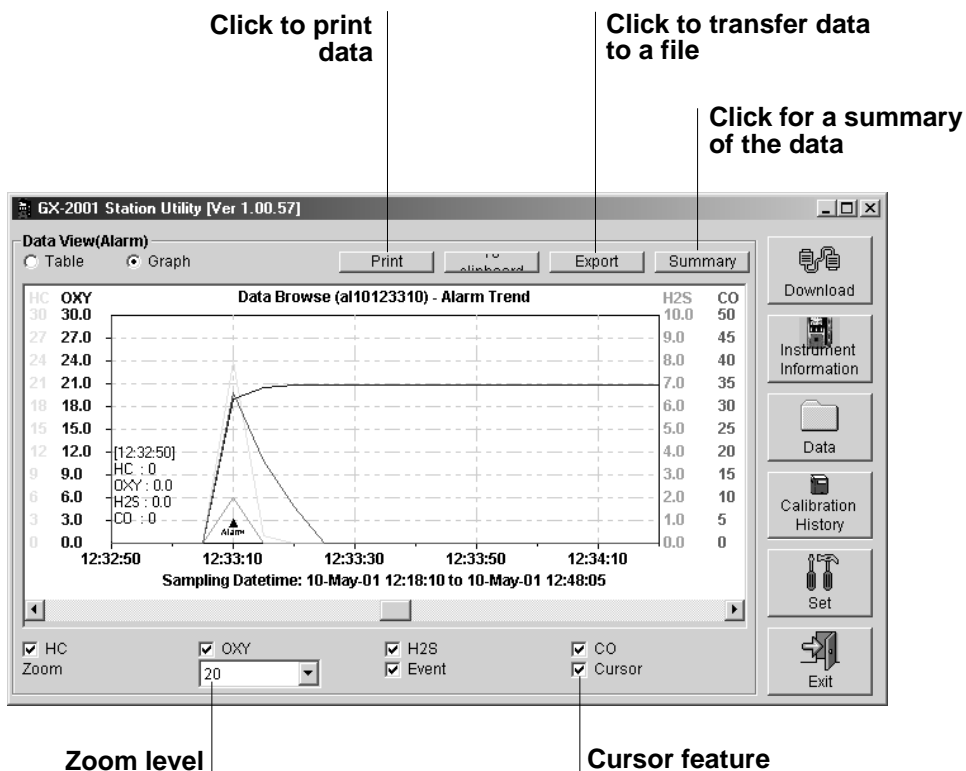 Click to print
data
Click to transfer data
to a file
Click for a summary
of the data
GX-2001 Station Utility [Ver 1.00.57]
Data View(Alarm)
Table
Graph
Print
clipboard
Export
Summary
HC OXY Data Browse (al10123310) - Alarm Trend H2S CO
30 30.0 10.0 50
27 27.0 9.0 45
24 24.0 8.0 40
21 21.0 7.0 35
18 18.0 6.0 30
15 15.0 5.0 25
12 12.0 4.0 20
9 9.0 3.0 15
6 6.0 2.0 10
3 3.0 1.0 5
0 0.0 0.0 0
[12:32:50]
HC : 0
OXY : 0.0
H2S : 0.0
CO : 0
Alarm
12:32:50 12:33:10 12:33:30 12:33:50 12:34:10
Sampling Datetime: 10-May-01 12:18:10 to 10-May-01 12:48:05
HC OXY H2S CO
Zoom 20 Event Cursor
Download
Instrument
Information
Data
Calibration
History
Set
Exit
Zoom level
Cursor feature